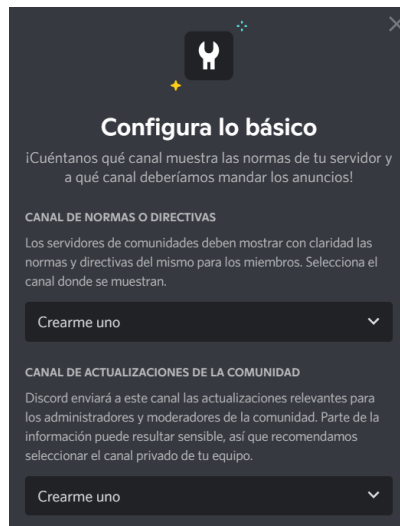 Configura lo básico
¡Cuéntanos qué canal muestra las normas de tu servidor y
a qué canal deberíamos mandar los anuncios!
CANAL DE NORMAS O DIRECTIVAS
Los servidores de comunidades deben mostrar con claridad las
normas y directivas del mismo para los miembros. Selecciona el
canal donde se muestran.
Crearme uno
CANAL DE ACTUALIZACIONES DE LA COMUNIDAD
Discord enviará a este canal las actualizaciones relevantes para
los administradores y moderadores de la comunidad. Parte de la
información puede resultar sensible, así que recomendamos
seleccionar el canal privado de tu equipo.
Crearme uno